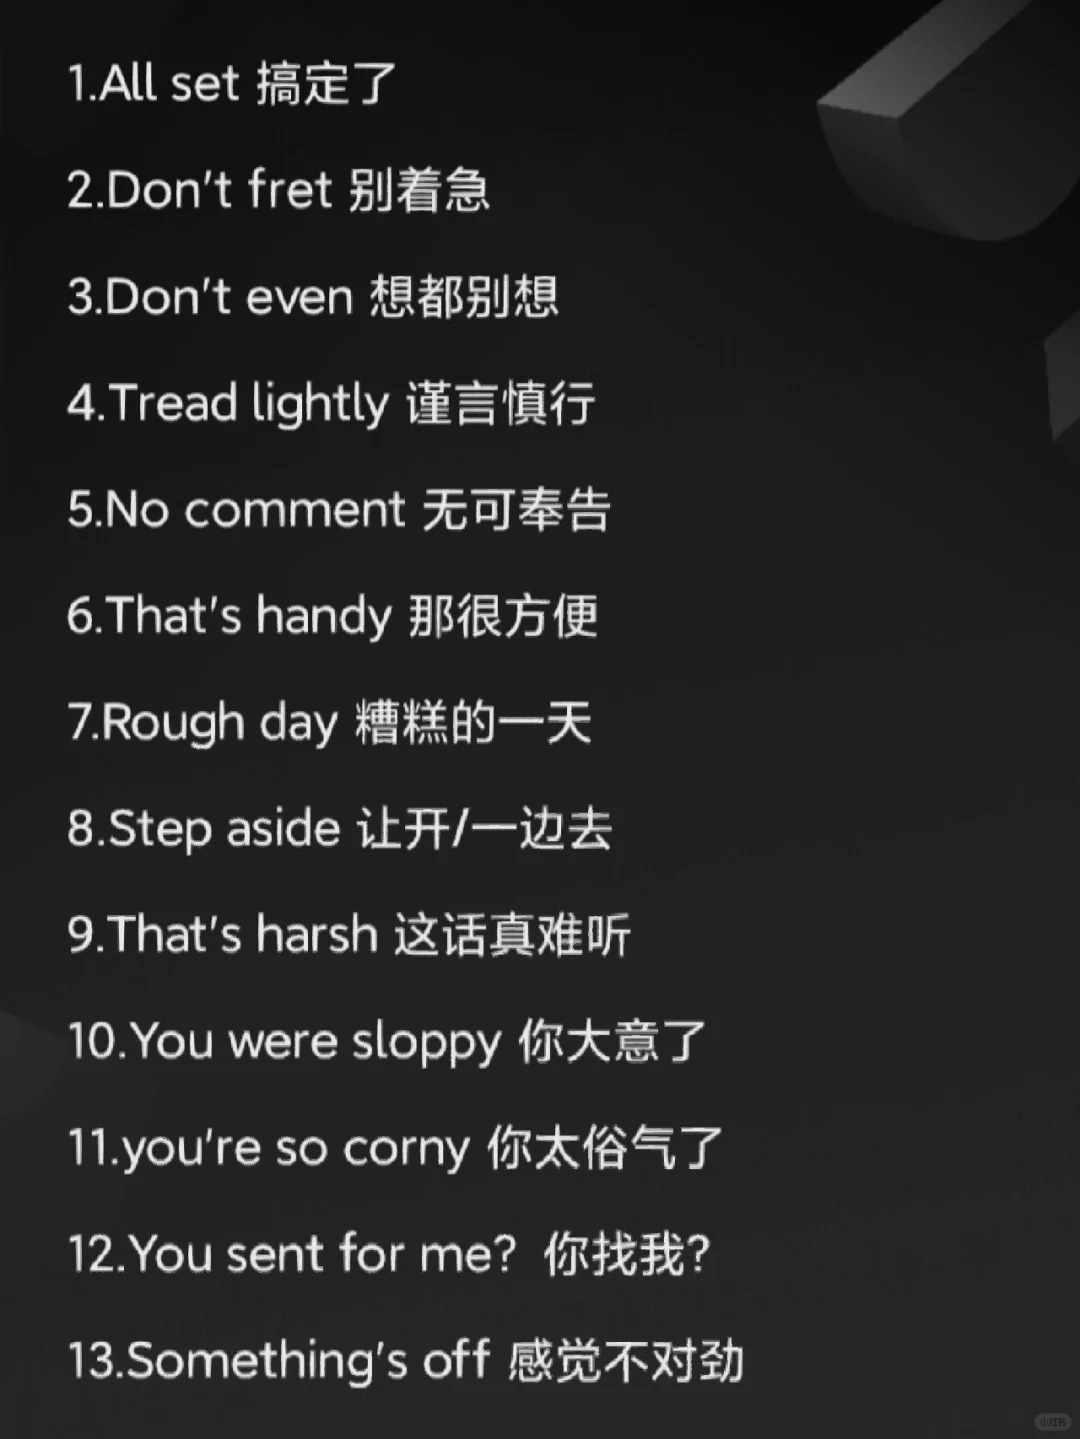 1.All set 搞定了
2.Don't fret 别着急
3.Don't even 想都别想
4.Tread lightly 谨言慎行
5.No comment 无可奉告
6.That's handy 那很方便
7.Rough day 糟糕的一天
8.Step aside 让开/一边去
9.That's harsh 这话真难听
10.You were sloppy 你大意了
11.you're so corny 你太俗气了
12.You sent for me? 你找我?
13.Something's off 感觉不对劲
小红书